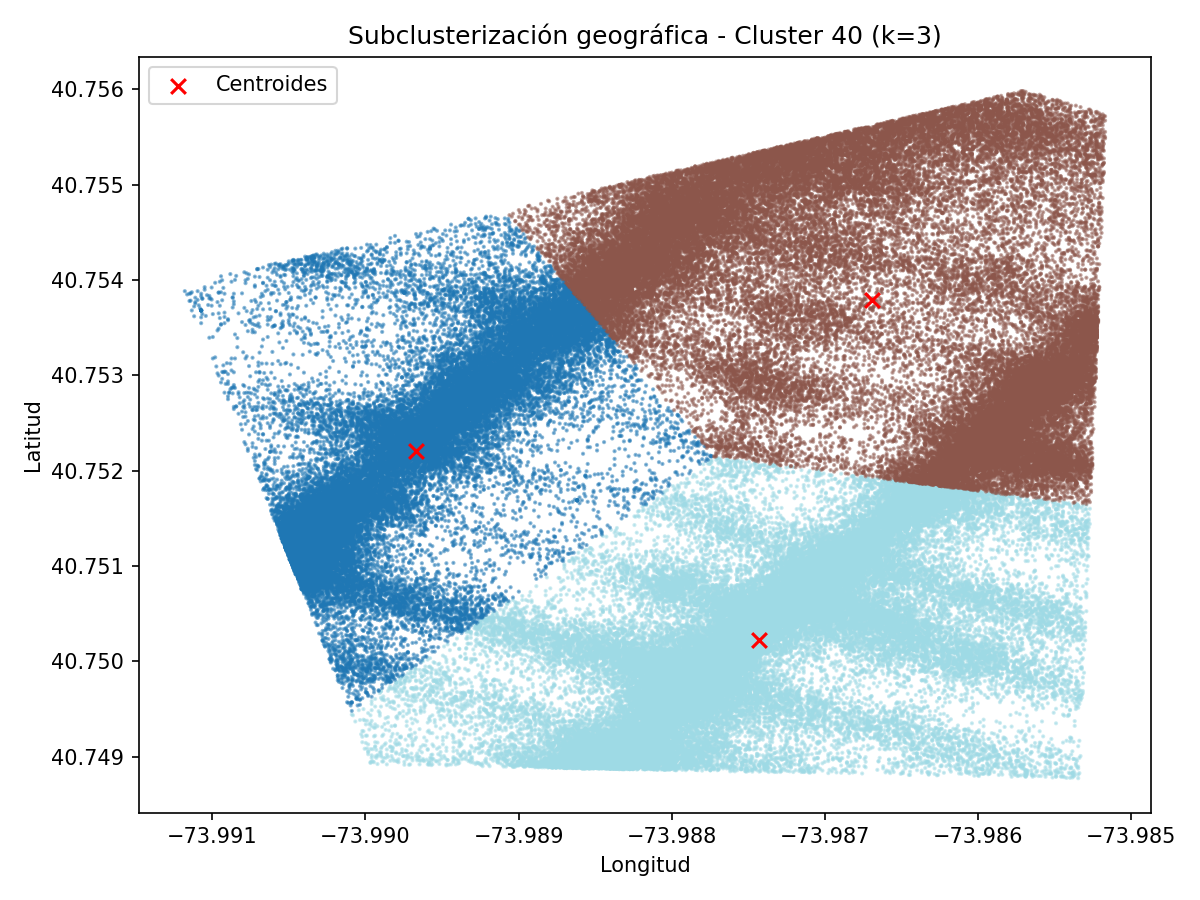 Subclusterización geográfica - Cluster 40 (k=3)
Centroides
40.756
40.755
40.754
40.753
40.752
40.751
40.750
40.749
Latitud
−73.991 −73.990 −73.989 −73.988 −73.987 −73.986 −73.985
Longitud